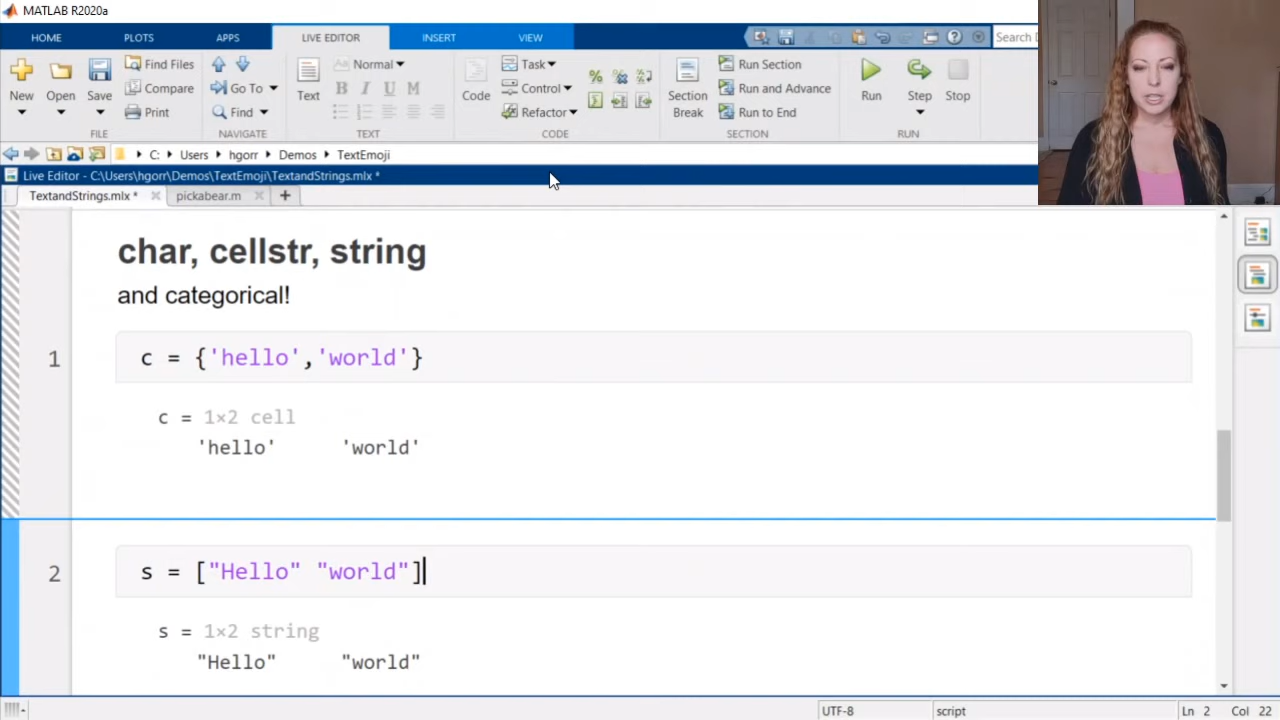 MATLAB R2020a
HOME PLOTS APPS LIVE EDITOR INSERT VIEW
Search D
New Open Save Find Files Compare Print
FILE
Go To Find
NAVIGATE
Text Normal B I U M
TEXT
Code Task Control Refactor
CODE
Section Break Run Section Run and Advance Run to End
SECTION
Run Step Stop
RUN
C: Users hgorr Demos TextEmoji
Live Editor - C:\Users\hgorr\Demos\TextEmoji\TextandStrings.mlx *
TextandStrings.mlx * pickabear.m
char, cellstr, string
and categorical!
1 c = {'hello','world'}
c = 1×2 cell
'hello' 'world'
2 s = ["Hello" "world"]
s = 1×2 string
"Hello" "world"
UTF-8 script Ln 2 Col 22